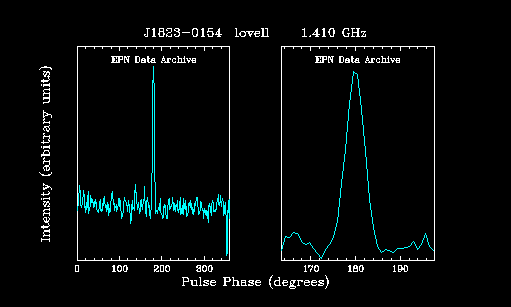 J1823-0154 lovell 1.410 GHz
EPN Data Archive EPN Data Archive
Intensity (arbitrary units)
0 100 200 300 170 180 190
Pulse Phase (degrees)